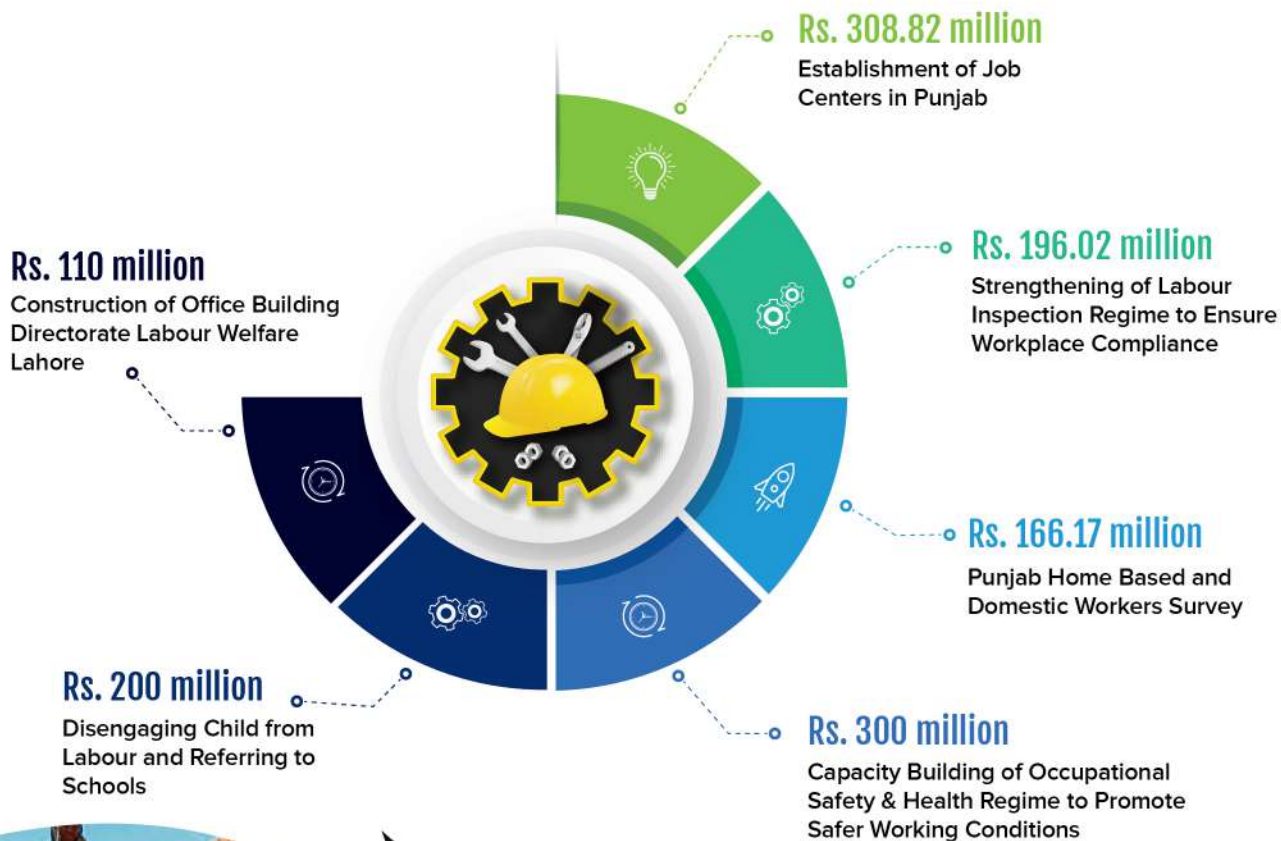 Rs. 308.82 million
Establishment of Job
Centers in Punjab
Rs. 196.02 million
Strengthening of Labour
Inspection Regime to Ensure
Workplace Compliance
Rs. 166.17 million
Punjab Home Based and
Domestic Workers Survey
Rs. 300 million
Capacity Building of Occupational
Safety & Health Regime to Promote
Safer Working Conditions
Rs. 200 million
Disengaging Child from
Labour and Referring to
Schools
Rs. 110 million
Construction of Office Building
Directorate Labour Welfare
Lahore